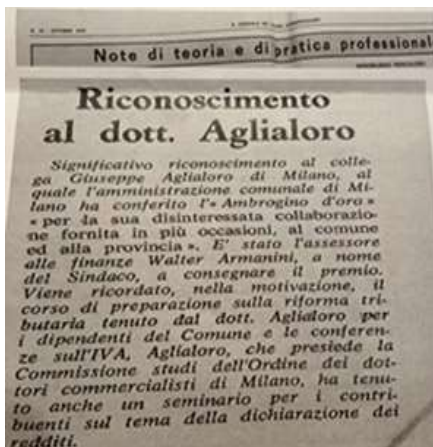 Note di teoria e di pratica professional
Riconoscimento
al dott. Aglialoro
Significativo riconoscimento al colle-
ga Giuseppe Aglialoro di Milano, al
quale l'amministrazione comunale di Mi-
lano ha conferito l'« Ambrogino d'oro »
« per la sua disinteressata collaborazio-
ne fornita in più occasioni, al comune
ed alla provincia ». E' stato l'assessore
alle finanze Walter Armanini, a nome
del Sindaco, a consegnare il premio.
Viene ricordato, nella motivazione, il
corso di preparazione sulla riforma tri-
butaria tenuto dal dott. Aglialoro per
i dipendenti del Comune e le conferen-
ze sull'IVA, Aglialoro, che presiede la
Commissione studi dell'Ordine dei dot-
tori commercialisti di Milano, ha tenu-
to anche un seminario per i contri-
buenti sul tema della dichiarazione dei
redditi.